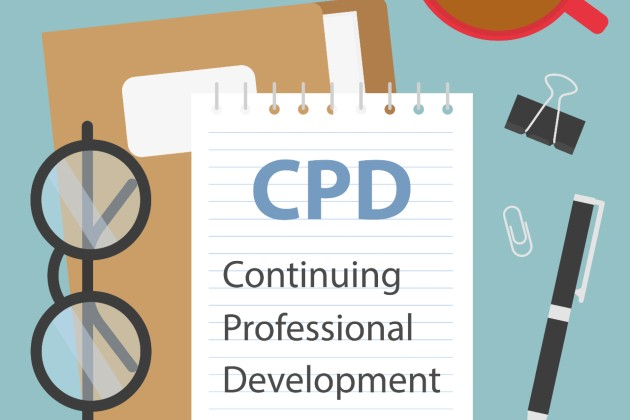 CPD
Continuing
Professional
Development